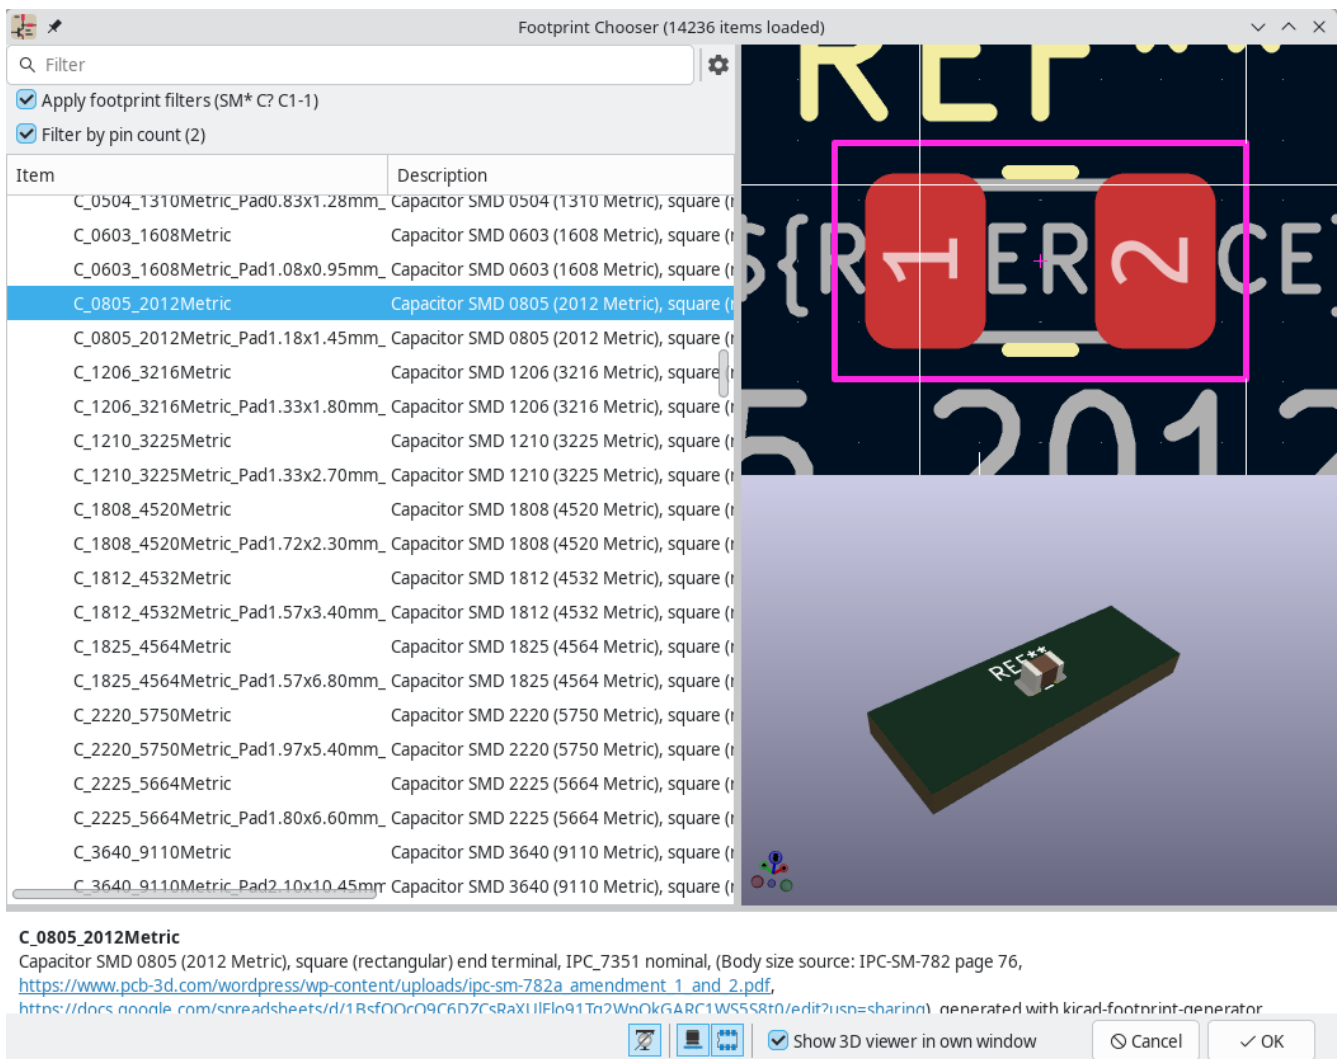 Footprint Chooser (14236 items loaded)
Filter
Apply footprint filters (SM* C? C1-1)
Filter by pin count (2)
Item Description
C_0504_1310Metric_Pad0.83x1.28mm_ Capacitor SMD 0504 (1310 Metric), square (r
C_0603_1608Metric Capacitor SMD 0603 (1608 Metric), square (r
C_0603_1608Metric_Pad1.08x0.95mm_ Capacitor SMD 0603 (1608 Metric), square (r
C_0805_2012Metric Capacitor SMD 0805 (2012 Metric), square (r
C_0805_2012Metric_Pad1.18x1.45mm_ Capacitor SMD 0805 (2012 Metric), square (r
C_1206_3216Metric Capacitor SMD 1206 (3216 Metric), square (r
C_1206_3216Metric_Pad1.33x1.80mm_ Capacitor SMD 1206 (3216 Metric), square (r
C_1210_3225Metric Capacitor SMD 1210 (3225 Metric), square (r
C_1210_3225Metric_Pad1.33x2.70mm_ Capacitor SMD 1210 (3225 Metric), square (r
C_1808_4520Metric Capacitor SMD 1808 (4520 Metric), square (r
C_1808_4520Metric_Pad1.72x2.30mm_ Capacitor SMD 1808 (4520 Metric), square (r
C_1812_4532Metric Capacitor SMD 1812 (4532 Metric), square (r
C_1812_4532Metric_Pad1.57x3.40mm_ Capacitor SMD 1812 (4532 Metric), square (r
C_1825_4564Metric Capacitor SMD 1825 (4564 Metric), square (r
C_1825_4564Metric_Pad1.57x6.80mm_ Capacitor SMD 1825 (4564 Metric), square (r
C_2220_5750Metric Capacitor SMD 2220 (5750 Metric), square (r
C_2220_5750Metric_Pad1.97x5.40mm_ Capacitor SMD 2220 (5750 Metric), square (r
C_2225_5664Metric Capacitor SMD 2225 (5664 Metric), square (r
C_2225_5664Metric_Pad1.80x6.60mm_ Capacitor SMD 2225 (5664 Metric), square (r
C_3640_9110Metric Capacitor SMD 3640 (9110 Metric), square (r
C_3640_9110Metric_Pad2.10x10.45mm Capacitor SMD 3640 (9110 Metric), square (r
REF**
1 2
ER CE
5_2012
REF**
C_0805_2012Metric
Capacitor SMD 0805 (2012 Metric), square (rectangular) end terminal, IPC_7351 nominal, (Body size source: IPC-SM-782 page 76,
https://www.pcb-3d.com/wordpress/wp-content/uploads/ipc-sm-782a_amendment_1_and_2.pdf,
generated with kicad-footprint-generator
Show 3D viewer in own window
Cancel
OK